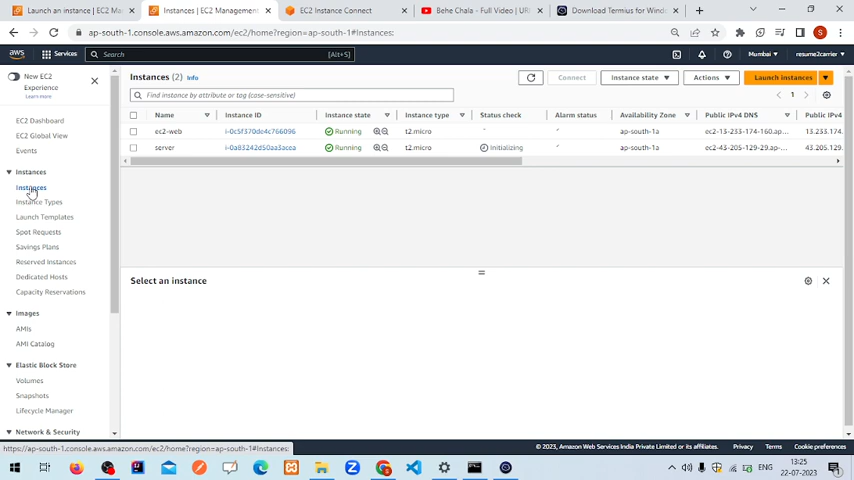 Launch an instance | EC2 Ma
Instances | EC2 Management
EC2 Instance Connect
Behe Chala - Full Video | URI
Download Termius for Windo
ap-south-1.console.aws.amazon.com/ec2/home?region=ap-south-1#Instances:
aws
Services
Search
[Alt+S]
Mumbai
resume2carrier
New EC2
Experience
Learn more
EC2 Dashboard
EC2 Global View
Events
Instances
Instances
Instance Types
Launch Templates
Spot Requests
Savings Plans
Reserved Instances
Dedicated Hosts
Capacity Reservations
Images
AMIs
AMI Catalog
Elastic Block Store
Volumes
Snapshots
Lifecycle Manager
Network & Security
Instances (2) Info
Connect
Instance state
Actions
Launch instances
Find instance by attribute or tag (case-sensitive)
1
Name Instance ID Instance state Instance type Status check Alarm status Availability Zone Public IPv4 DNS Public IPv4
ec2-web i-0c5f370de4c766096 Running t2.micro - ap-south-1a ec2-13-233-174-160.ap... 13.233.174.
server i-0a83242d50aa3acea Running t2.micro Initializing ap-south-1a ec2-43-205-129-29.ap-... 43.205.129.
Select an instance
https://ap-south-1.console.aws.amazon.com/ec2/home?region=ap-south-1#Instances:
© 2023, Amazon Web Services India Private Limited or its affiliates.
Privacy
Terms
Cookie preferences
ENG
13:25
22-07-2023